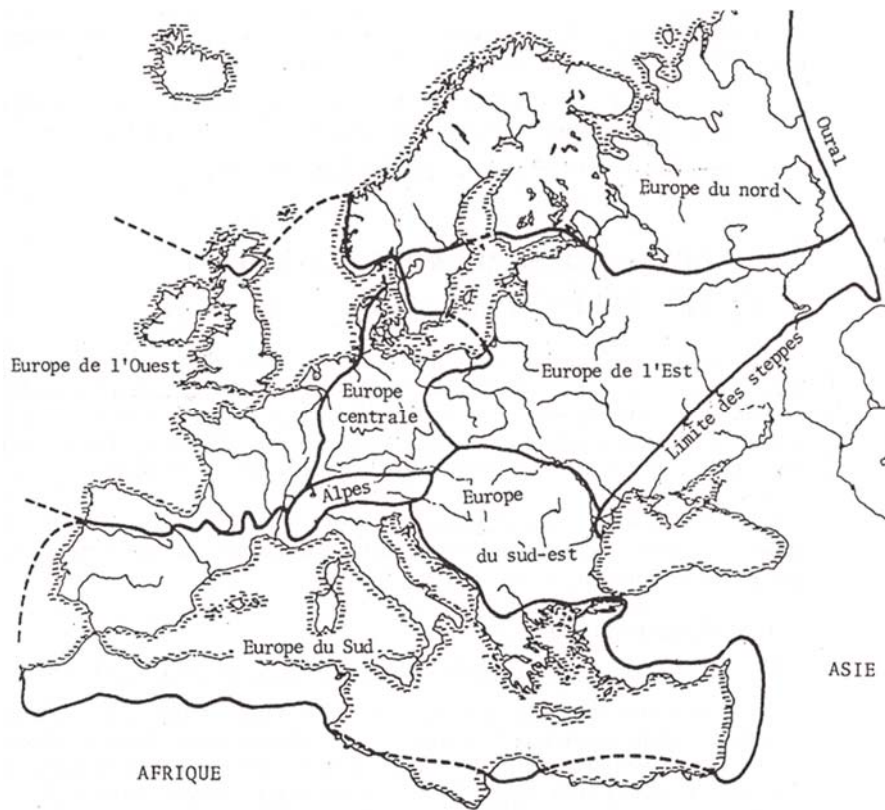 Oural
Europe du nord
Europe de l'Ouest
Europe de l'Est
Europe
centrale
Limite des steppes
Alpes
Europe
du sud-est
Europe du Sud
ASIE
AFRIQUE